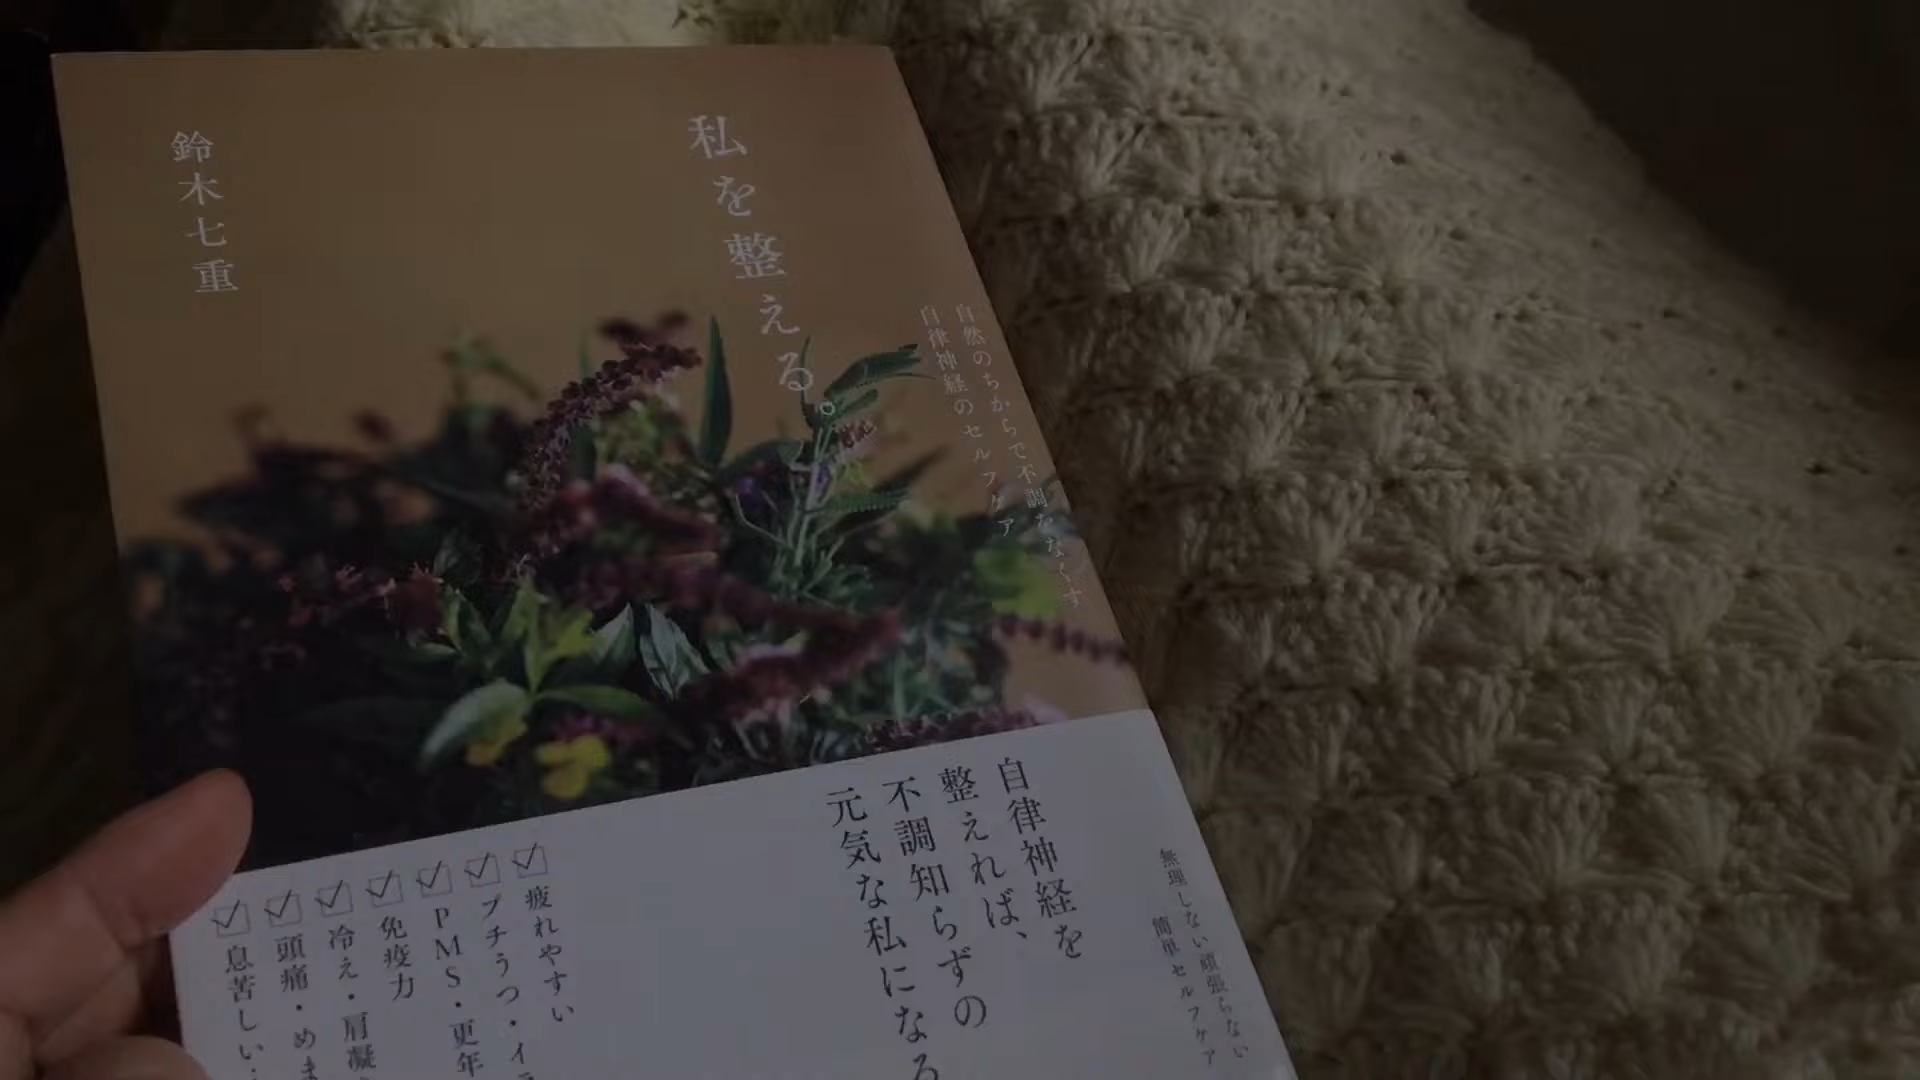 私を整える。
自然のちからで不調をなくす
自律神経のセルフケア
鈴木七重
無理しない頑張らない
簡単セルフケア
自律神経を
整えれば、
不調知らずの
元気な私になる
☑疲れやすい
☑プチうつ・イラ
☑PMS・更年
☑免疫力
☑冷え・肩凝
☑頭痛・めま
☑息苦しい・